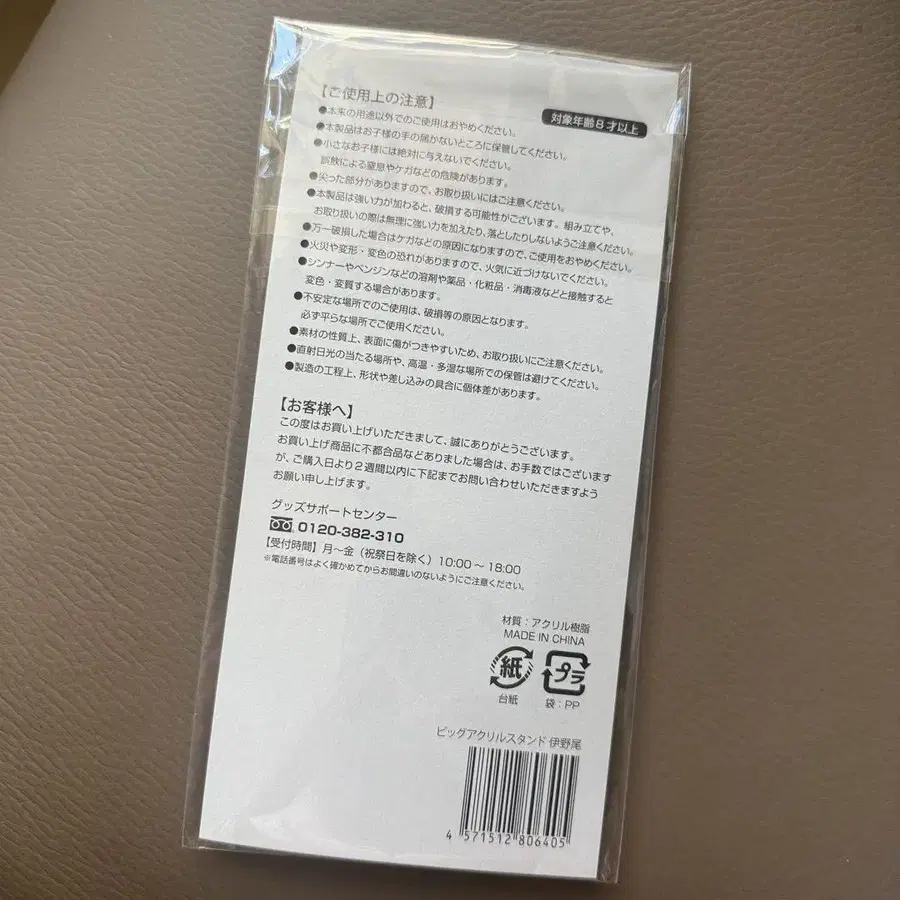 【ご使用上の注意】
対象年齢8才以上
●本来の用途以外でのご使用はおやめください。
●本製品はお子様の手の届かないところに保管してください。
●小さなお子様には絶対に与えないでください。
誤飲による窒息やケガなどの危険があります。
●尖った部分がありますので、お取り扱いにはご注意ください。
●本製品は強い力が加わると、破損する可能性がございます。組み立てや、
お取り扱いの際は無理に強い力を加えたり、落としたりしないようご注意ください。
●万一破損した場合はケガなどの原因になりますので、ご使用をおやめください。
●火災や変形・変色の恐れがありますので、火気に近づけないでください。
●シンナーやベンジンなどの溶剤や薬品・化粧品・消毒液などと接触すると
変色・変質する場合があります。
●不安定な場所でのご使用は、破損等の原因となります。
必ず平らな場所でご使用ください。
●素材の性質上、表面に傷がつきやすいため、お取り扱いにご注意ください。
●直射日光の当たる場所や、高温・多湿な場所での保管は避けてください。
●製造の工程上、形状や差し込みの具合に個体差があります。
【お客様へ】
この度はお買い上げいただきまして、誠にありがとうございます。
お買い上げ商品に不都合品などありました場合は、お手数ではございます
が、ご購入日より2週間以内に下記までお問い合わせいただきますよう
お願い申し上げます。
グッズサポートセンター
0120-382-310
【受付時間】月〜金（祝祭日を除く）10:00〜18:00
※電話番号はよく確かめてからお間違いのないようにご注意ください。
材質：アクリル樹脂
MADE IN CHINA
紙 プラ
台紙 袋：PP
ビッグアクリルスタンド 伊野尾
4 571512 806405